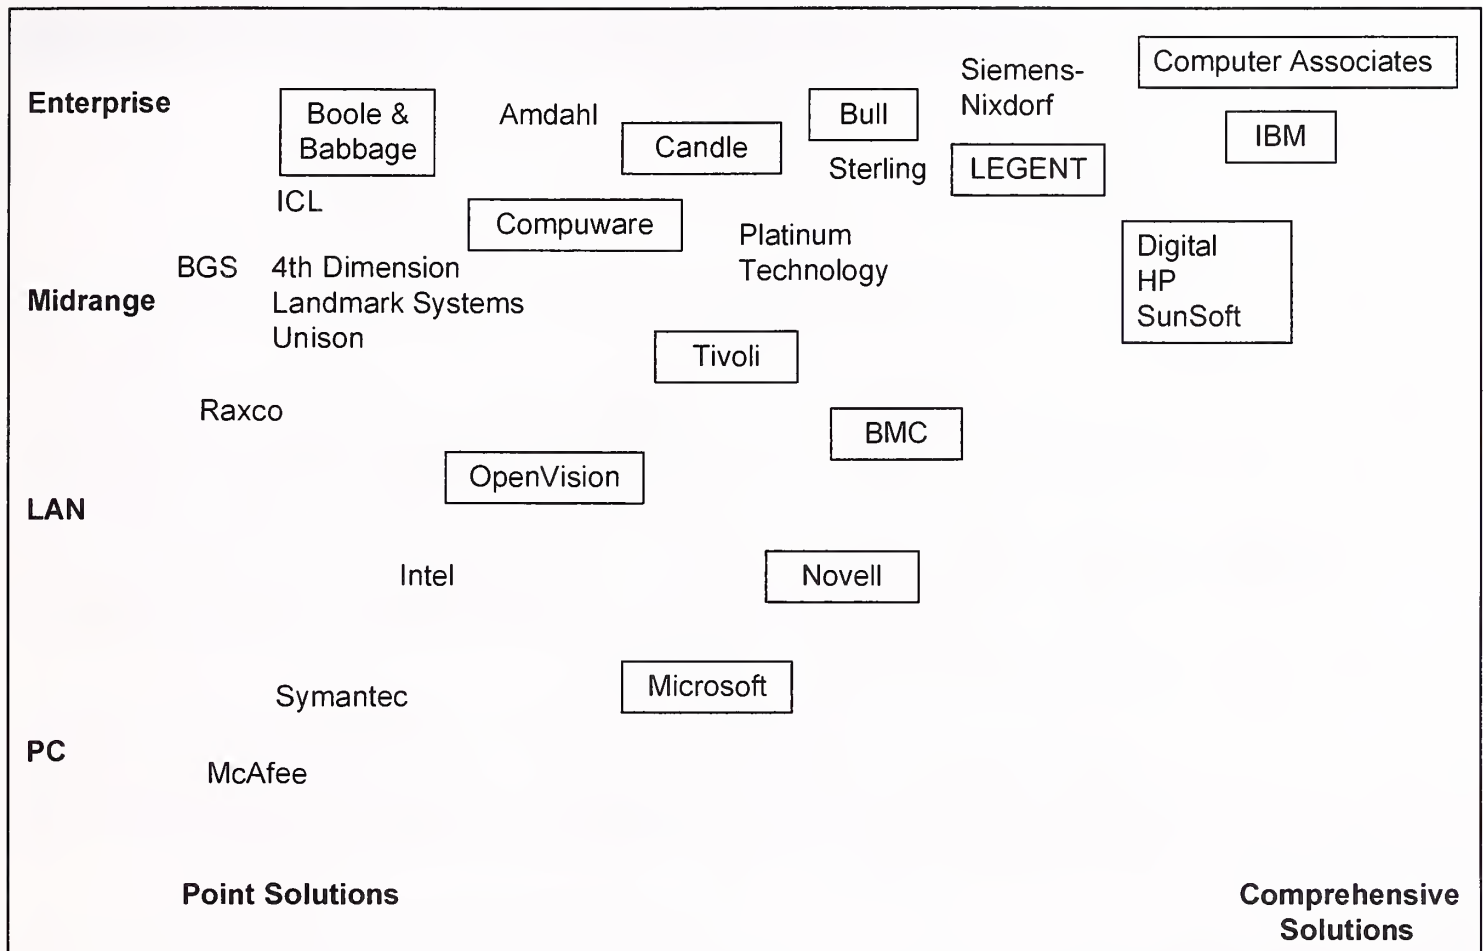 Enterprise
Boole &
Babbage
Amdahl
Candle
Bull
Sterling
Siemens-
Nixdorf
LEGENT
Computer Associates
IBM
ICL
Compuware
Platinum
Technology
Digital
HP
SunSoft
BGS
4th Dimension
Landmark Systems
Unison
Midrange
Tivoli
Raxco
BMC
OpenVision
LAN
Intel
Novell
Symantec
Microsoft
PC
McAfee
Point Solutions
Comprehensive
Solutions